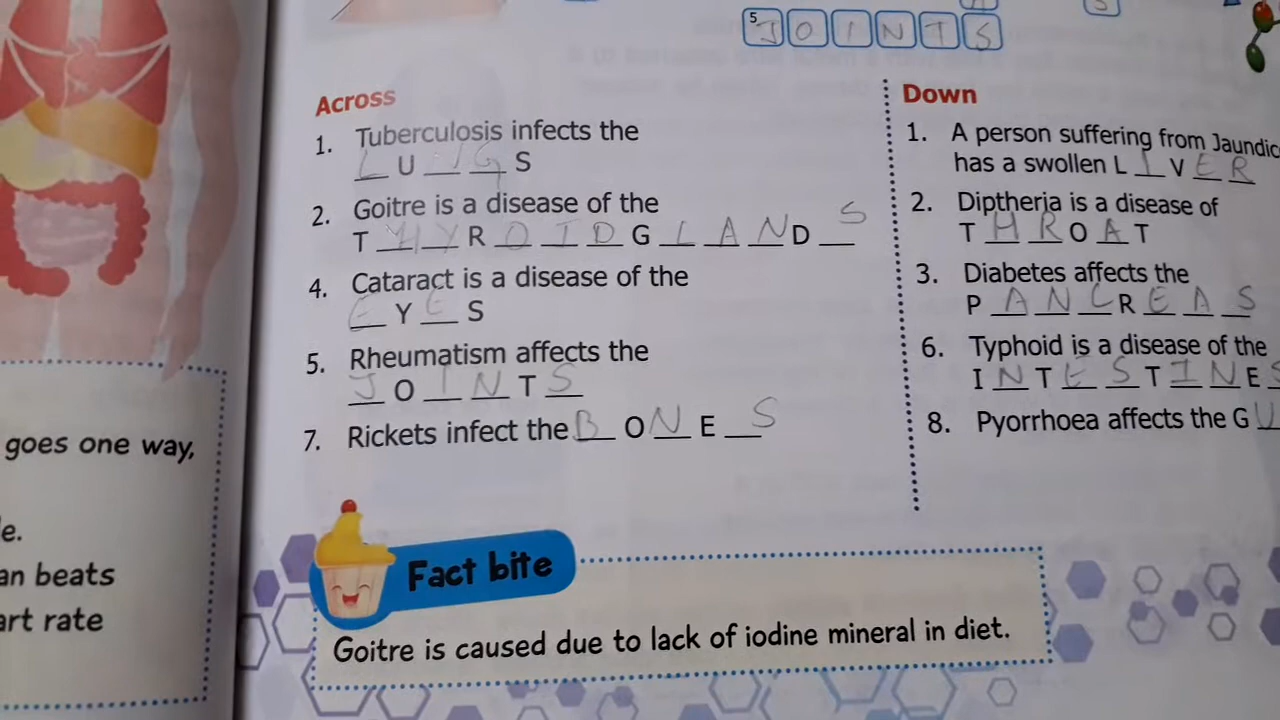 5 J O I N T S
Across
1. Tuberculosis infects the
L U N G S
2. Goitre is a disease of the
T H Y R O I D G L A N D S
4. Cataract is a disease of the
E Y E S
5. Rheumatism affects the
J O I N T S
7. Rickets infect the B O N E S
Down
1. A person suffering from Jaundic
has a swollen L I V E R
2. Diptheria is a disease of
T H R O A T
3. Diabetes affects the
P A N C R E A S
6. Typhoid is a disease of the
I N T E S T I N E S
8. Pyorrhoea affects the G U
goes one way,
e.
an beats
art rate
Fact bite
Goitre is caused due to lack of iodine mineral in diet.